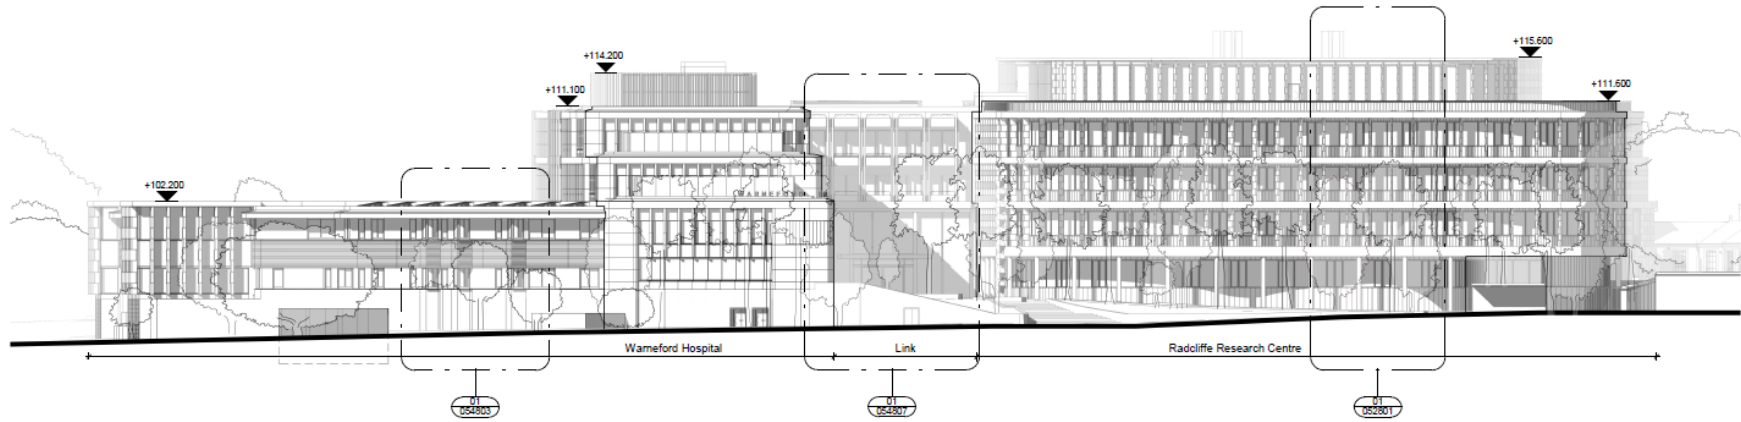 +115.600
+114.200
+111.100
+111.600
+102.200
WARNEFORD
Warneford Hospital
Link
Radcliffe Research Centre
01
054803
01
054807
01
052801